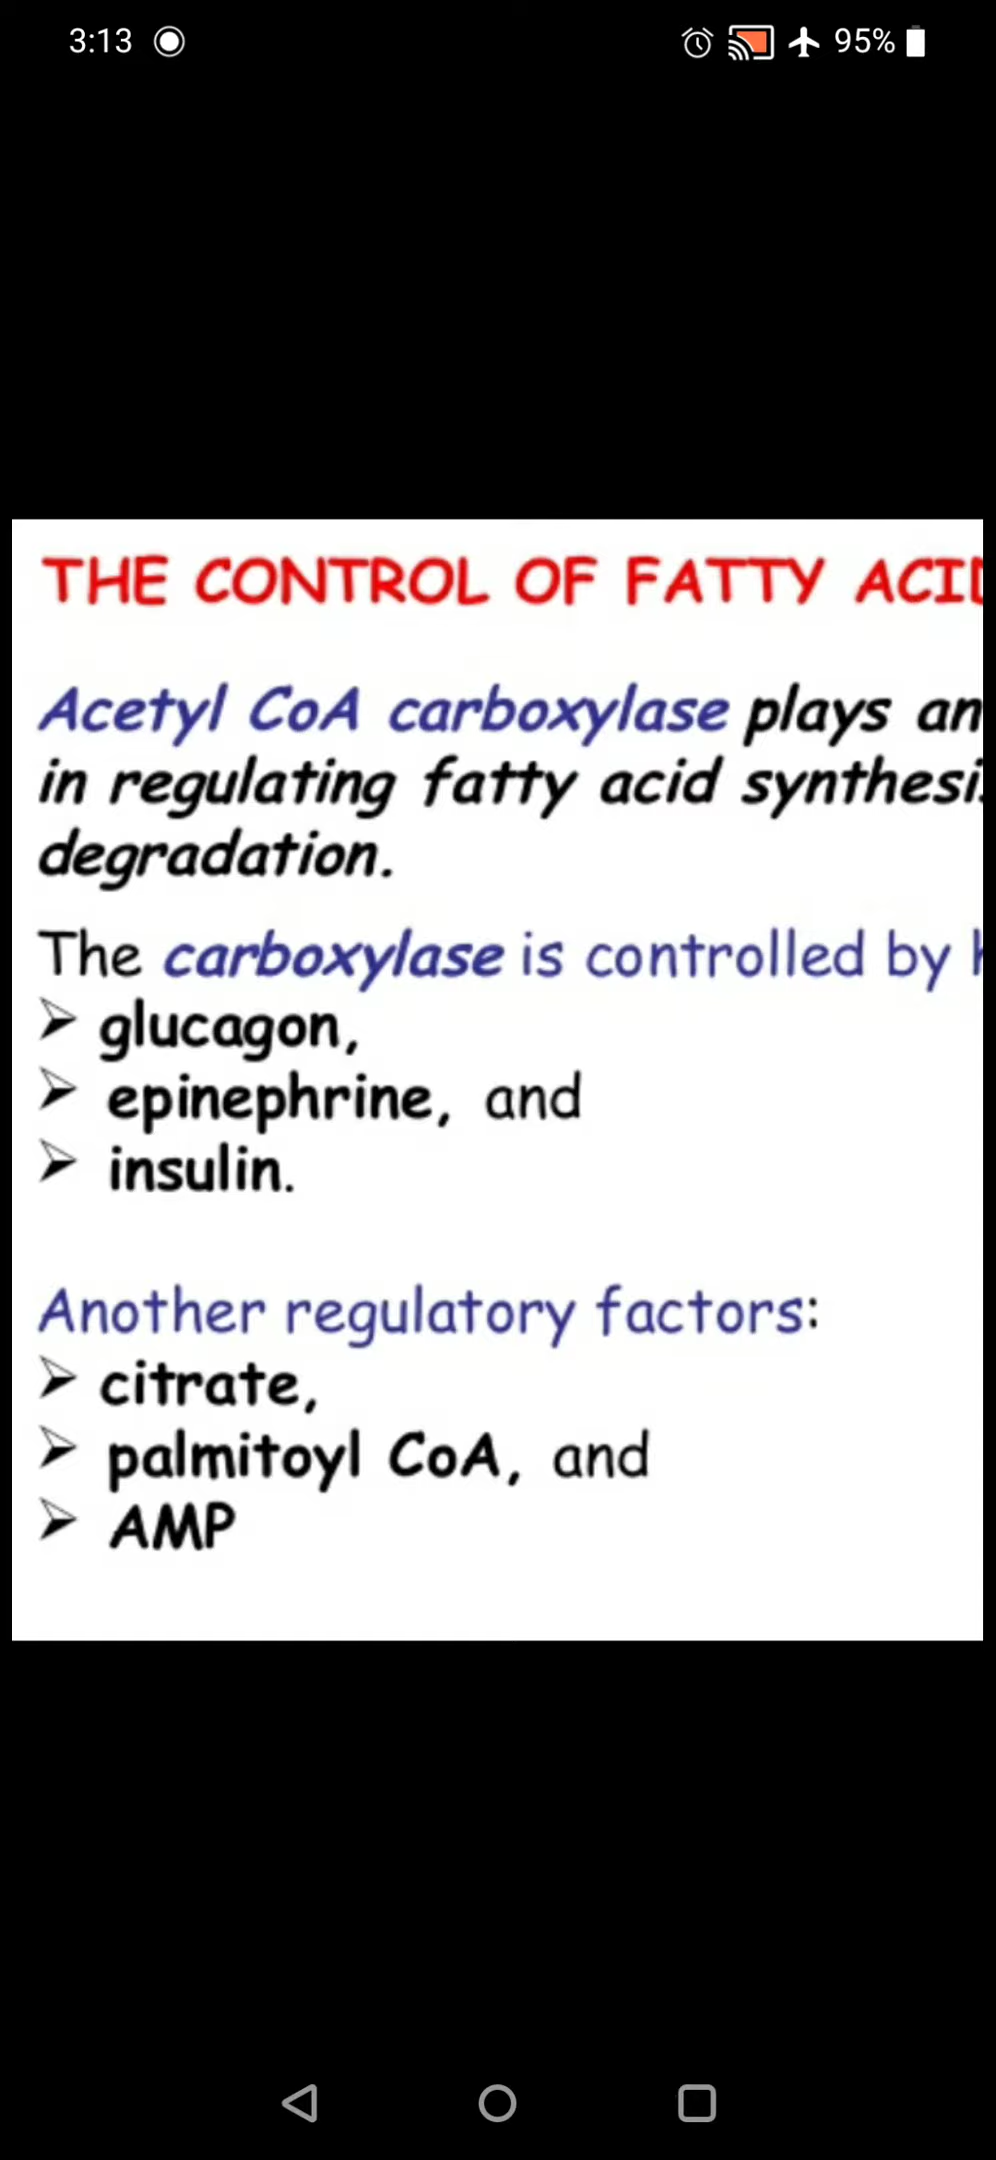 3:13
95%
THE CONTROL OF FATTY
Acetyl CoA carboxylase plays an
in regulating fatty acid
degradation.
The carboxylase is controlled by
➢ glucagon,
➢ epinephrine, and
➢ insulin.
Another regulatory factors:
➢ citrate,
➢ palmitoyl CoA, and
➢ AMP